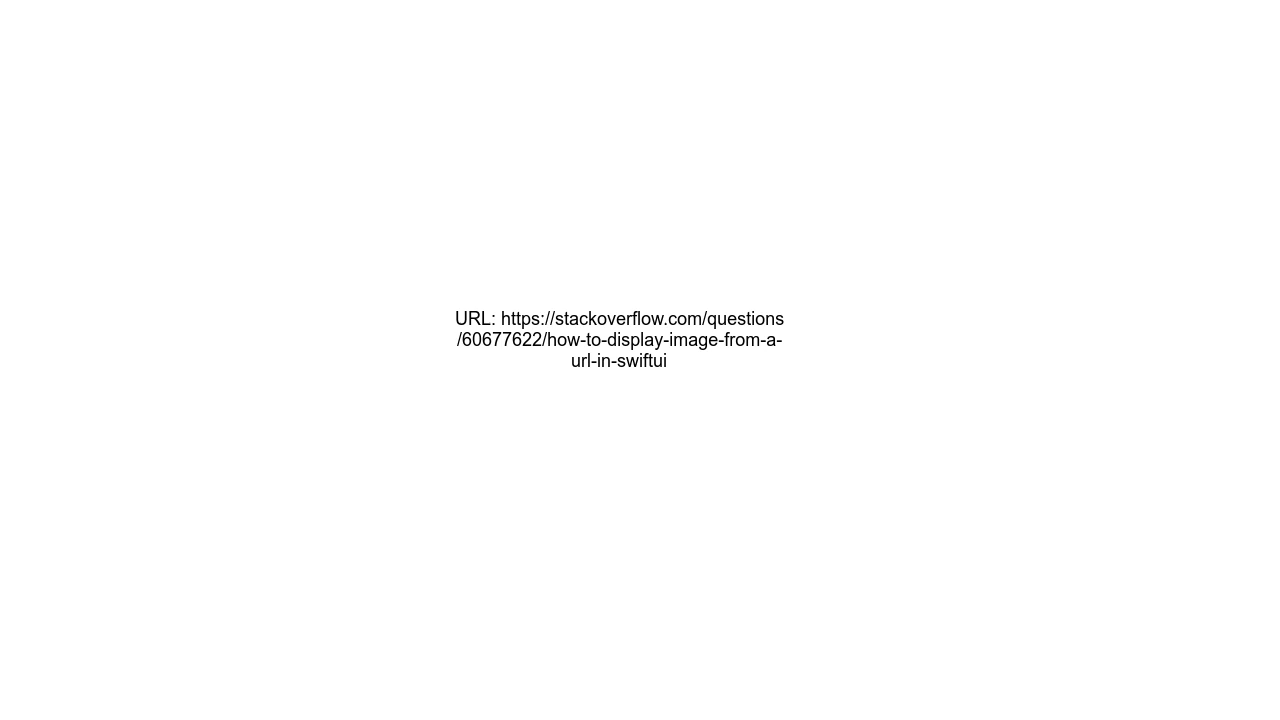 URL: https://stackoverflow.com/questions
/60677622/how-to-display-image-from-a-
url-in-swiftui